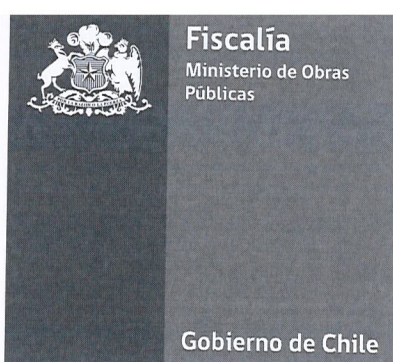 Fiscalía
Ministerio de Obras
Públicas
Gobierno de Chile